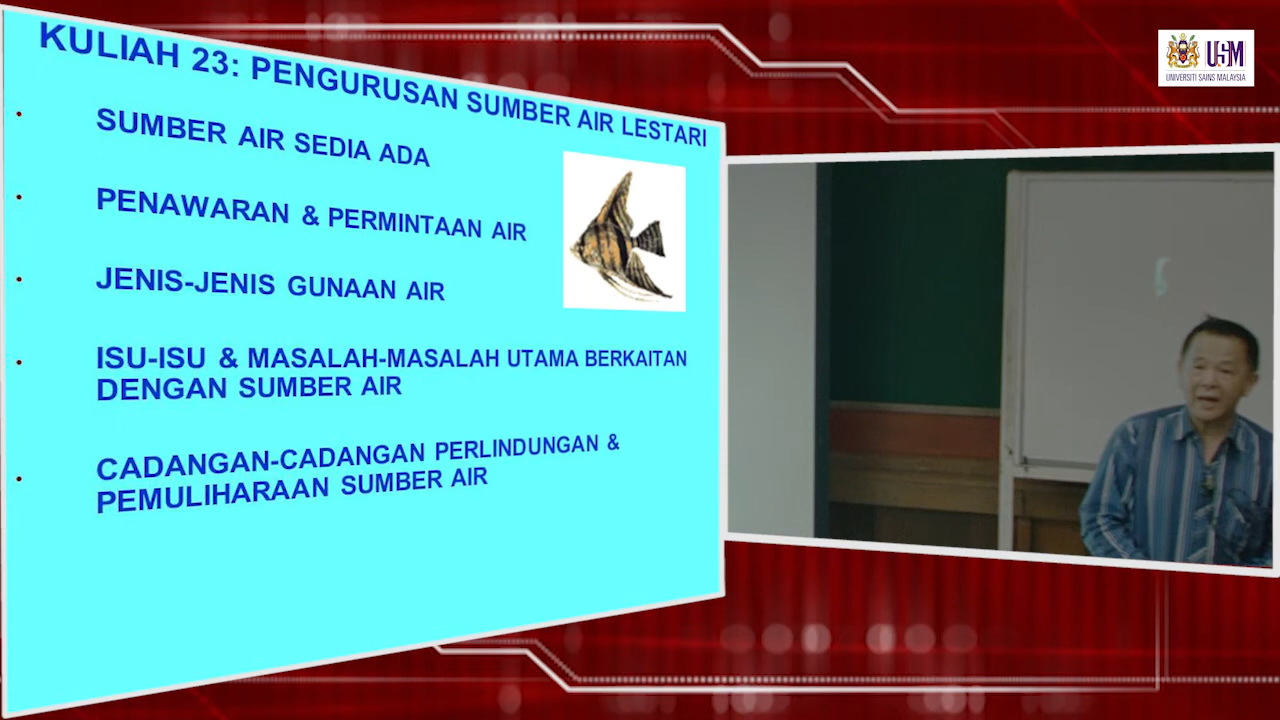 KULIAH 23: PENGURUSAN SUMBER AIR LESTARI
SUMBER AIR SEDIA ADA
PENAWARAN & PERMINTAAN AIR
JENIS-JENIS GUNAAN AIR
ISU-ISU & MASALAH-MASALAH UTAMA BERKAITAN
DENGAN SUMBER AIR
CADANGAN-CADANGAN PERLINDUNGAN &
PEMULIHARAAN SUMBER AIR
USM
UNIVERSITI SAINS MALAYSIA